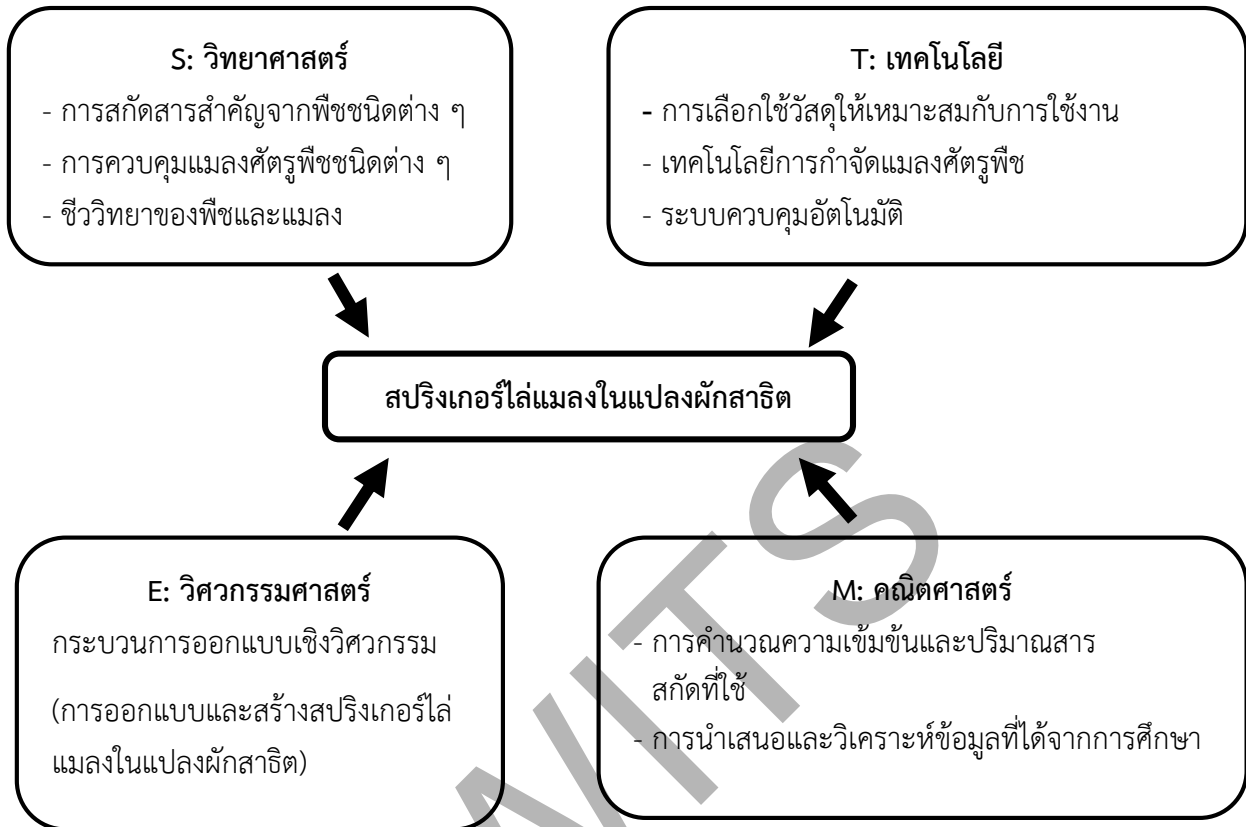 S: วิทยาศาสตร์
- การสกัดสารสำคัญจากพืชชนิดต่าง ๆ
- การควบคุมแมลงศัตรูพืชชนิดต่าง ๆ
- ชีววิทยาของพืชและแมลง
T: เทคโนโลยี
- การเลือกใช้วัสดุให้เหมาะสมกับการใช้งาน
- เทคโนโลยีการกำจัดแมลงศัตรูพืช
- ระบบควบคุมอัตโนมัติ
สปริงเกอร์ไล่แมลงในแปลงผักสาธิต
E: วิศวกรรมศาสตร์
กระบวนการออกแบบเชิงวิศวกรรม
(การออกแบบและสร้างสปริงเกอร์ไล่
แมลงในแปลงผักสาธิต)
M: คณิตศาสตร์
- การคำนวณความเข้มข้นและปริมาณสาร
สกัดที่ใช้
- การนำเสนอและวิเคราะห์ข้อมูลที่ได้จากการศึกษา